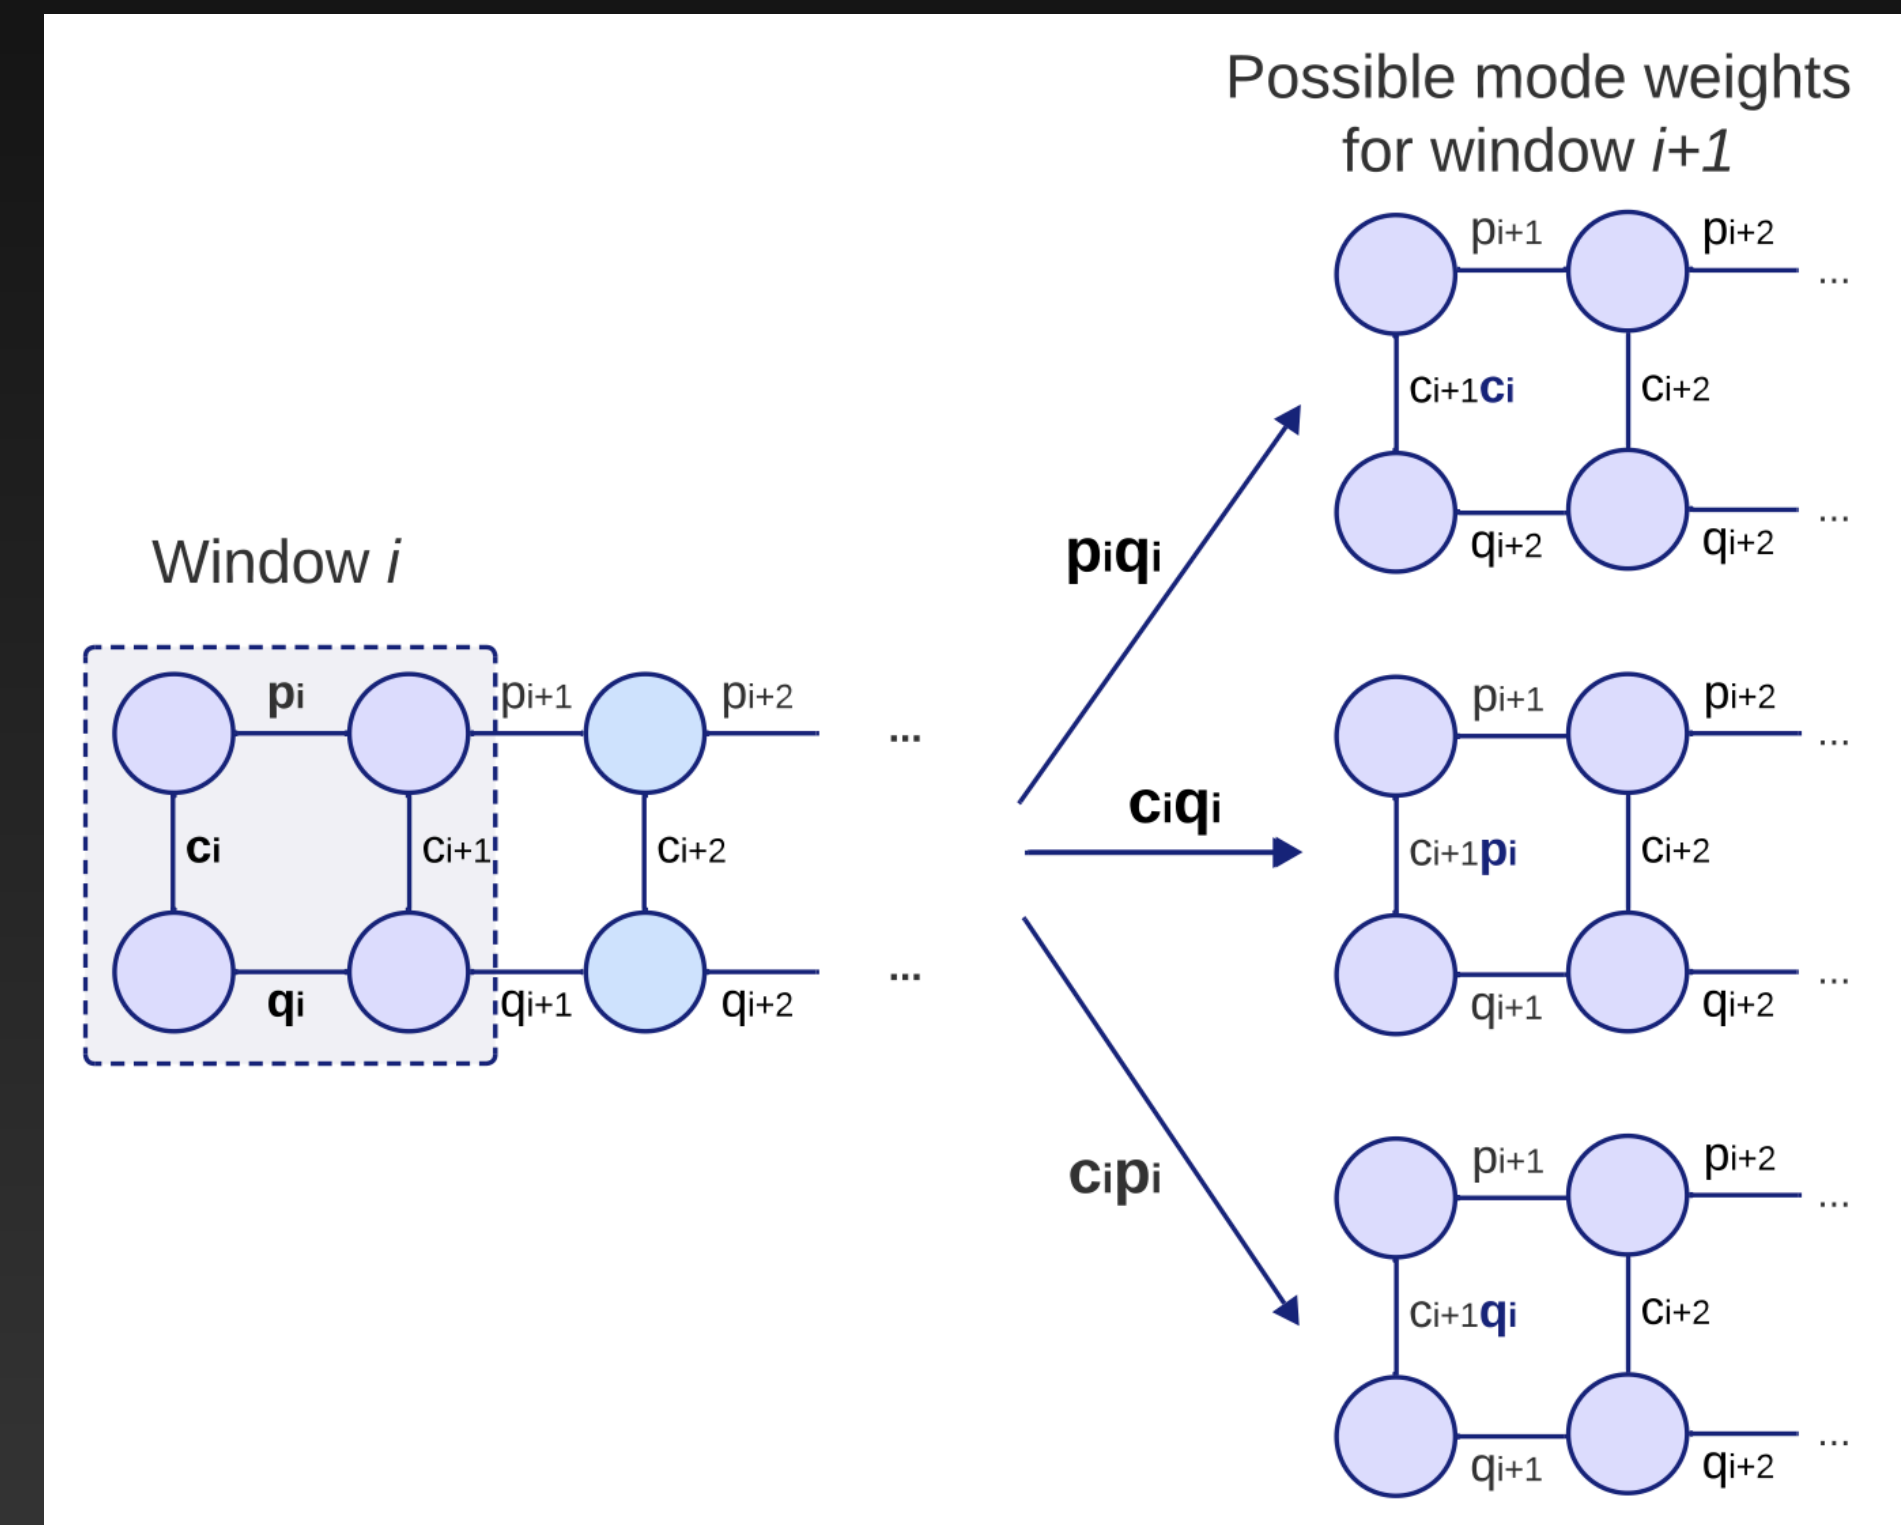 Possible mode weights
for window i+1
pi+1
pi+2
...
ci+1ci
ci+2
qi+2
qi+2
...
piqi
Window i
pi
pi+1
pi+2
...
ci
ci+1
ci+2
qi
qi+1
qi+2
...
ciqi
pi+1
pi+2
...
ci+1pi
ci+2
qi+1
qi+2
...
cipi
pi+1
pi+2
...
ci+1qi
ci+2
qi+1
qi+2
...